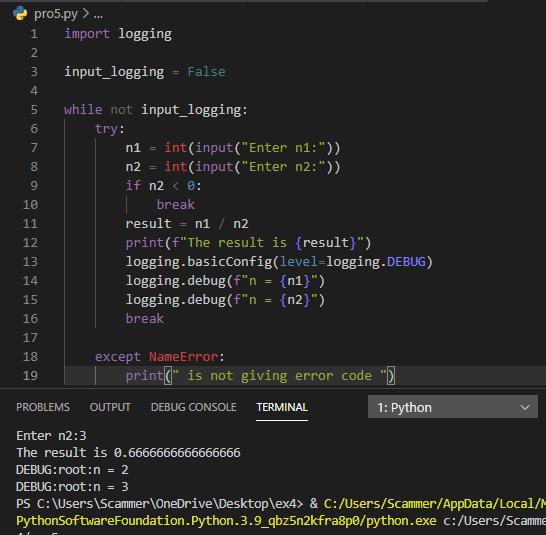 pro5.py > ...
1 import logging
2
3 input_logging = False
4
5 while not input_logging:
6 try:
7 n1 = int(input("Enter n1:"))
8 n2 = int(input("Enter n2:"))
9 if n2 < 0:
10 break
11 result = n1 / n2
12 print(f"The result is {result}")
13 logging.basicConfig(level=logging.DEBUG)
14 logging.debug(f"n = {n1}")
15 logging.debug(f"n = {n2}")
16 break
17
18 except NameError:
19 print(" is not giving error code ")
PROBLEMS OUTPUT DEBUG CONSOLE TERMINAL 1: Python
Enter n2:3
The result is 0.6666666666666666
DEBUG:root:n = 2
DEBUG:root:n = 3
PS C:\Users\Scammer\OneDrive\Desktop\ex4> & C:/Users/Scammer/AppData/Local/M
PythonSoftwareFoundation.Python.3.9_qbz5n2kfra8p0/python.exe c:/Users/Scamme